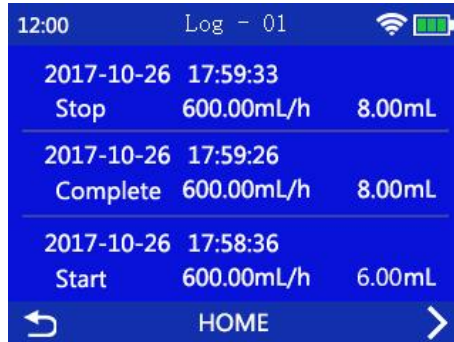 12:00 Log - 01
2017-10-26 17:59:33
Stop 600.00mL/h 8.00mL
2017-10-26 17:59:26
Complete 600.00mL/h 8.00mL
2017-10-26 17:58:36
Start 600.00mL/h 6.00mL
HOME